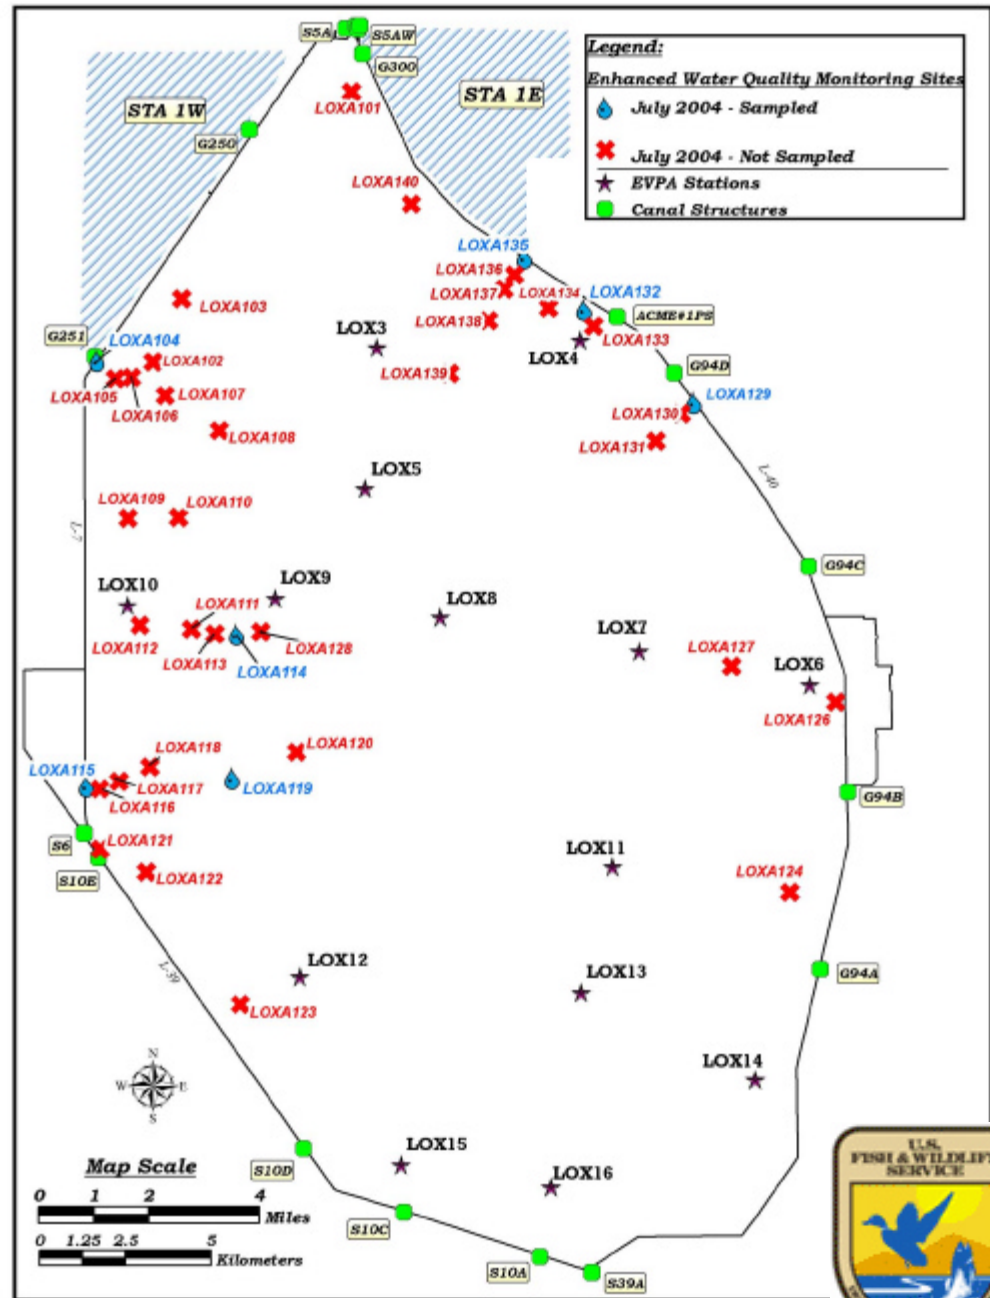 S5A
S5AW
G300
LOXA101
STA 1W
STA 1E
G250
LOXA140
Legend:
Enhanced Water Quality Monitoring Sites
July 2004 - Sampled
July 2004 - Not Sampled
EVPA Stations
Canal Structures
LOXA135
LOXA136
LOXA137
LOXA134
LOXA132
LOXA138
ACME#1PS
LOXA133
LOXA103
LOX3
LOX4
G251
LOXA104
LOXA102
LOXA139
G94D
LOXA105
LOXA106
LOXA107
LOXA129
LOXA130
LOXA108
LOXA131
LOX5
L-40
LOXA109
LOXA110
L-7
G94C
LOX10
LOX9
LOXA111
LOX8
LOX7
LOXA112
LOXA113
LOXA128
LOXA114
LOXA127
LOX6
LOXA126
LOXA118
LOXA120
LOXA115
LOXA117
LOXA119
LOXA116
G94B
S6
LOXA121
S10E
LOXA122
LOX11
LOXA124
LOX12
L-39
LOX13
G94A
LOXA123
N
W E
S
LOX14
LOX15
LOX16
S10D
Map Scale
0 1 2 4
Miles
0 1.25 2.5 5
Kilometers
S10C
S10A
S39A
U.S.
FISH & WILDLIF
SERVICE